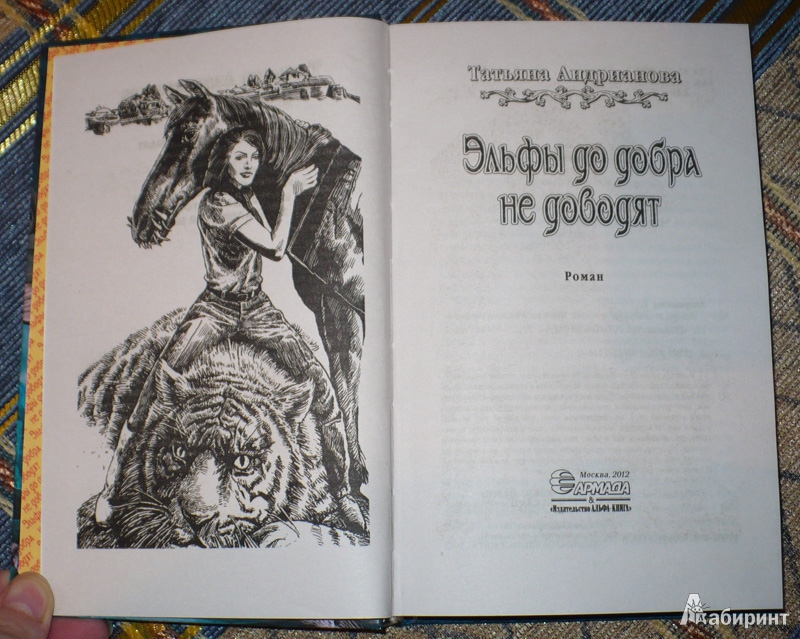 Татьяна Андрианова
Эльфы до добра
не доводят
Роман
Москва, 2012
АРМАДА
&
«Издательство АЛЬФА-КНИГА»
Лабиринт